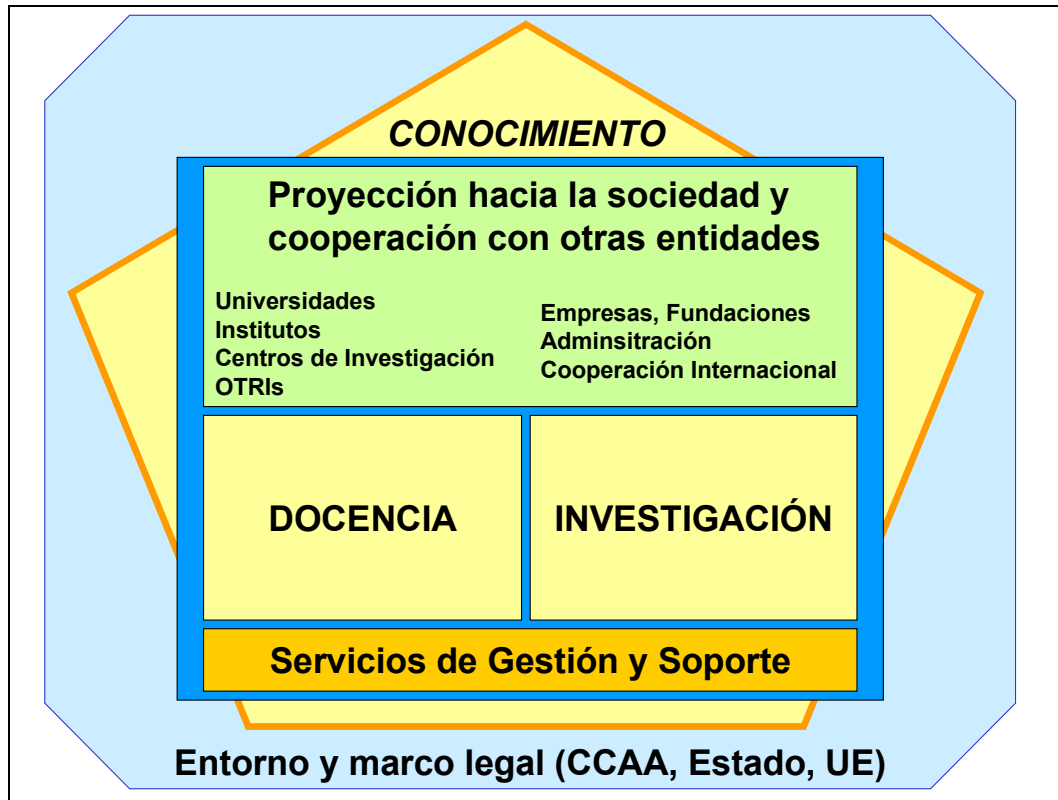 CONOCIMIENTO
Proyección hacia la sociedad y
cooperación con otras entidades
Universidades
Institutos
Centros de Investigación
OTRIs
Empresas, Fundaciones
Adminsitración
Cooperación Internacional
DOCENCIA
INVESTIGACIÓN
Servicios de Gestión y Soporte
Entorno y marco legal (CCAA, Estado, UE)